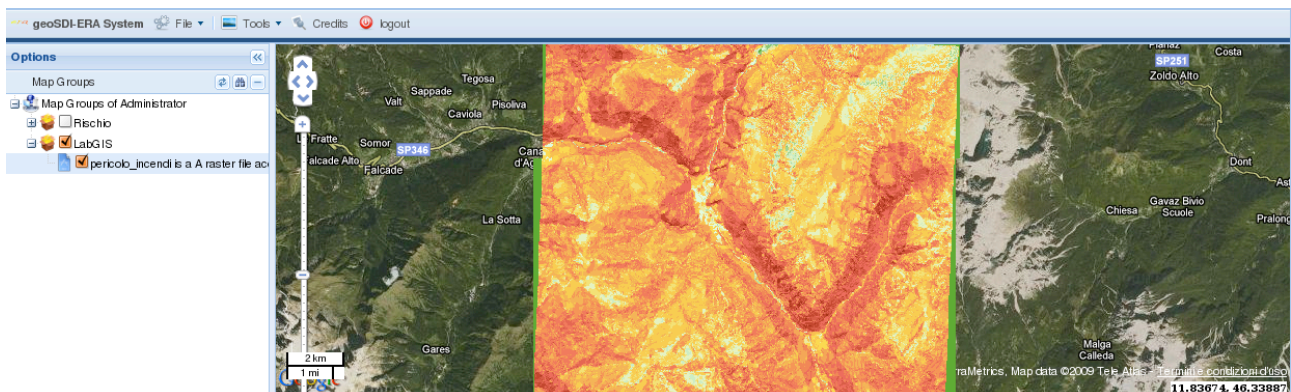 geoSDI-ERA System File Tools Credits logout
Options
Map Groups
Map Groups of Administrator
Rischio
LabGIS
pericolo_incendi is a A raster file acc
Tegosa
Sappade
Valt
Pisoliva
Caviola
Fratte
Somor
SP346
Falcade
La Sotta
Gares
2 km
1 mi
Costa
SP251
Zoldo Alto
Dont
Chiesa
Gavaz Bivio
Scuole
Pralong
Malga
Calleda
raMetrics, Map data ©2009 Tele Atlas - Termini e condizioni d'uso
11.83674, 46.33887